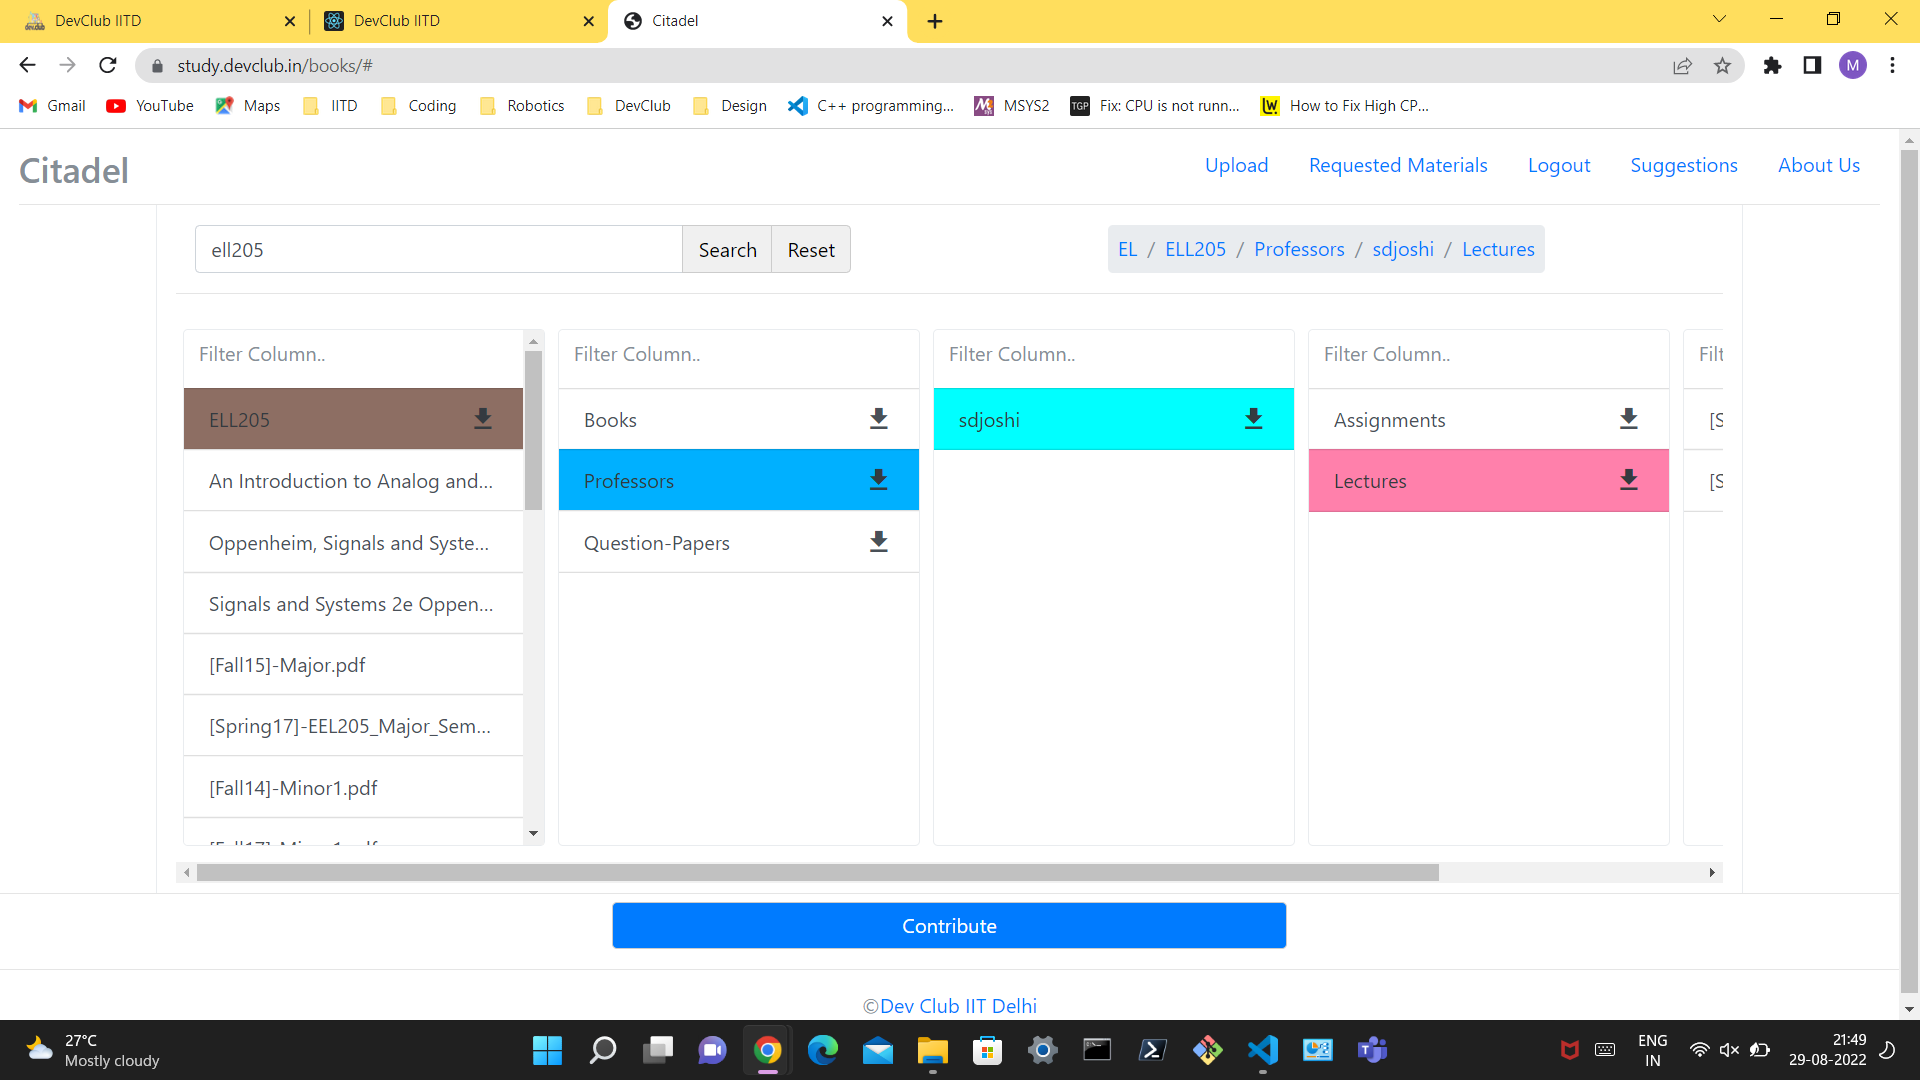 DevClub IITD
DevClub IITD
Citadel
study.devclub.in/books/#
M
Gmail
YouTube
Maps
IITD
Coding
Robotics
DevClub
Design
C++ programming...
MSYS2
TGP
Fix: CPU is not runn...
How to Fix High CP...
Citadel
Upload
Requested Materials
Logout
Suggestions
About Us
ell205
Search
Reset
EL / ELL205 / Professors / sdjoshi / Lectures
Filter Column..
Filter Column..
Filter Column..
Filter Column..
Filt
ELL205
Books
sdjoshi
Assignments
[S
An Introduction to Analog and...
Professors
Lectures
[S
Oppenheim, Signals and Syste...
Question-Papers
Signals and Systems 2e Oppen...
[Fall15]-Major.pdf
[Spring17]-EEL205_Major_Sem...
[Fall14]-Minor1.pdf
Contribute
©Dev Club IIT Delhi
27°C
Mostly cloudy
ENG
IN
21:49
29-08-2022